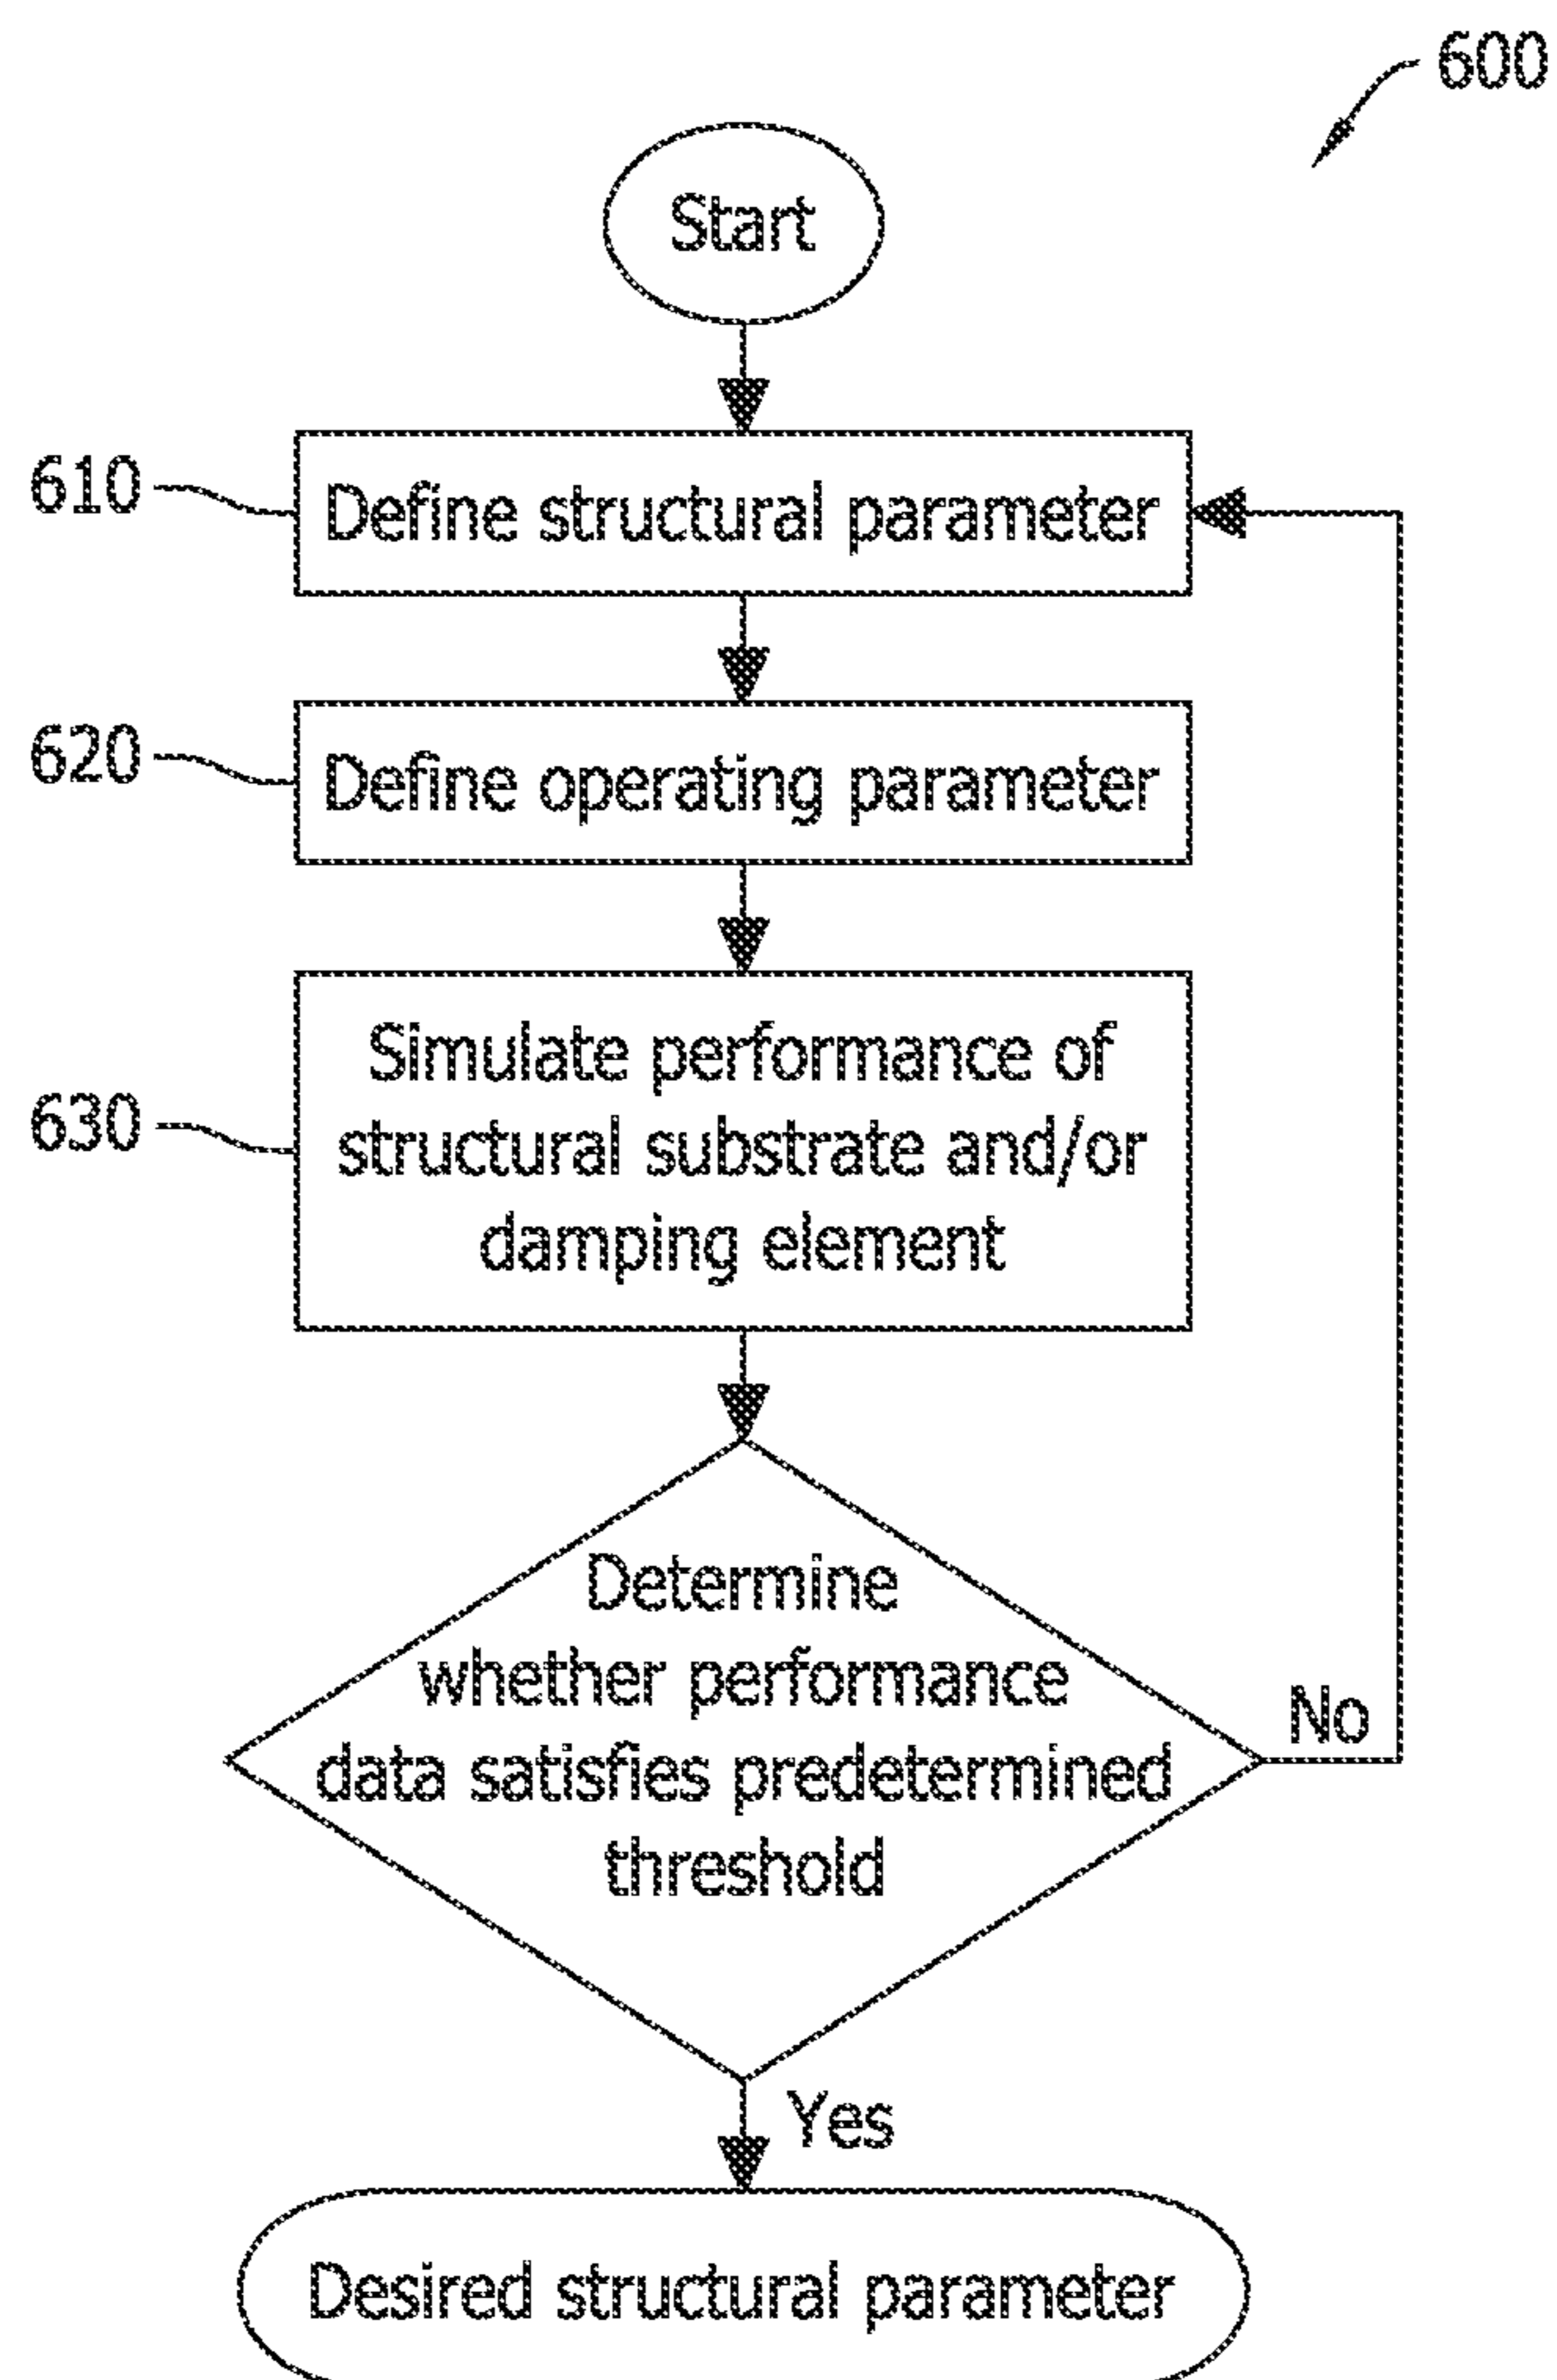 600
Start
610
Define structural parameter
620
Define operating parameter
630
Simulate performance of
structural substrate and/or
damping element
Determine
whether performance
data satisfies predetermined
threshold
No
Yes
Desired structural parameter